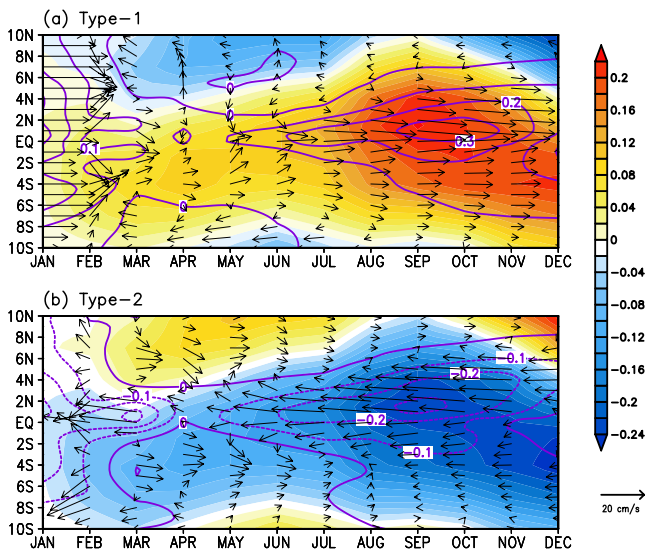 (a) Type-1
10N
8N
6N
4N
2N
EQ
2S
4S
6S
8S
10S
JAN FEB MAR APR MAY JUN JUL AUG SEP OCT NOV DEC
0
0
0.2
0.1
0
0.3
0
(b) Type-2
10N
8N
6N
4N
2N
EQ
2S
4S
6S
8S
10S
JAN FEB MAR APR MAY JUN JUL AUG SEP OCT NOV DEC
-0.1
-0.2
0
-0.1
-0.2
0
-0.1
0.2
0.16
0.12
0.08
0.04
0
-0.04
-0.08
-0.12
-0.16
-0.2
-0.24
20 cm/s